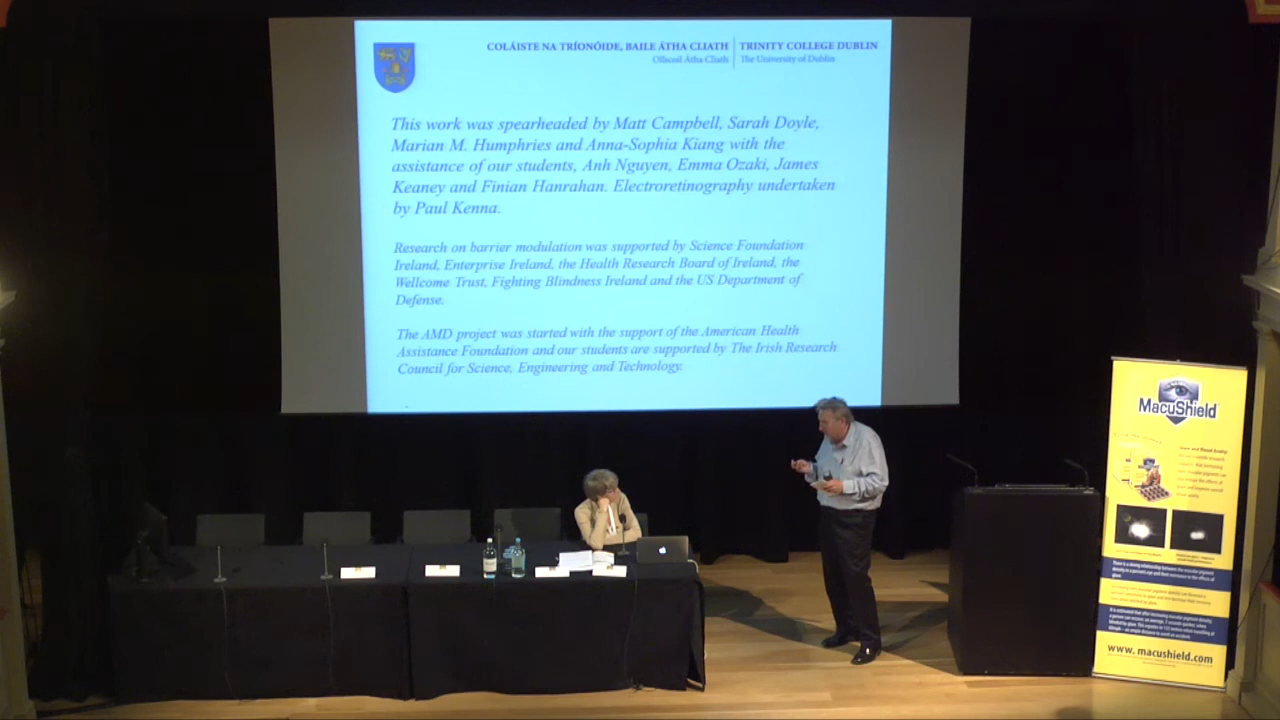 COLÁISTE NA TRÍONÓIDE, BAILE ÁTHA CLIATH
Ollscoil Átha Cliath
TRINITY COLLEGE DUBLIN
The University of Dublin
This work was spearheaded by Matt Campbell, Sarah Doyle,
Marian M. Humphries and Anna-Sophia Kiang with the
assistance of our students, Anh Nguyen, Emma Ozaki, James
Keaney and Finian Hanrahan. Electroretinography undertaken
by Paul Kenna.
Research on barrier modulation was supported by Science Foundation
Ireland, Enterprise Ireland, the Health Research Board of Ireland, the
Wellcome Trust, Fighting Blindness Ireland and the US Department of
Defense.
The AMD project was started with the support of the American Health
Assistance Foundation and our students are supported by The Irish Research
Council for Science, Engineering and Technology.
MacuShield
www.macushield.com